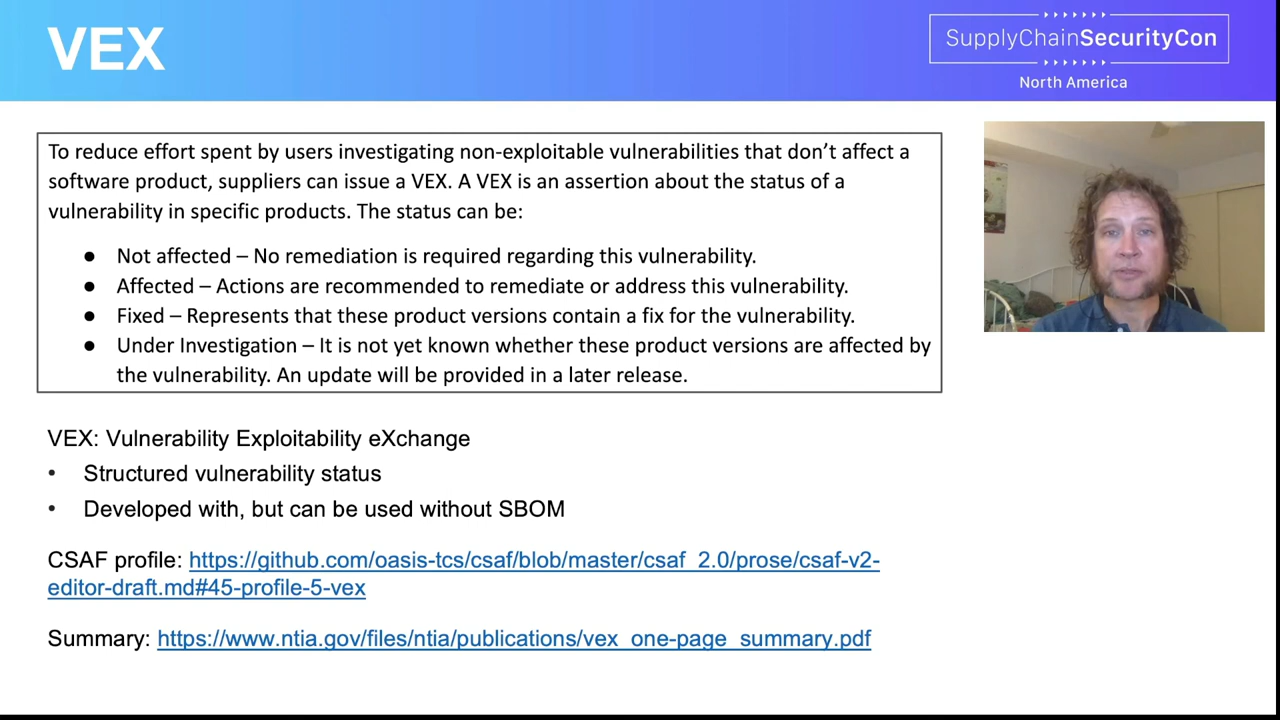 VEX
SupplyChainSecurityCon
North America
To reduce effort spent by users investigating non-exploitable vulnerabilities that don’t affect a
software product, suppliers can issue a VEX. A VEX is an assertion about the status of a
vulnerability in specific products. The status can be:
● Not affected – No remediation is required regarding this vulnerability.
● Affected – Actions are recommended to remediate or address this vulnerability.
● Fixed – Represents that these product versions contain a fix for the vulnerability.
● Under Investigation – It is not yet known whether these product versions are affected by
the vulnerability. An update will be provided in a later release.
VEX: Vulnerability Exploitability eXchange
• Structured vulnerability status
• Developed with, but can be used without SBOM
CSAF profile: https://github.com/oasis-tcs/csaf/blob/master/csaf_2.0/prose/csaf-v2-
editor-draft.md#45-profile-5-vex
Summary: https://www.ntia.gov/files/ntia/publications/vex_one-page_summary.pdf